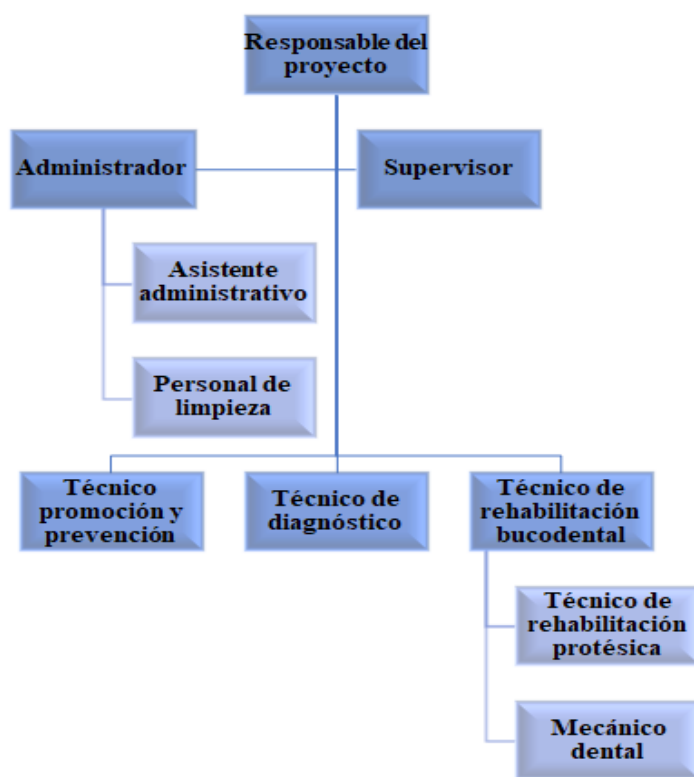 Responsable del
proyecto
Administrador
Supervisor
Asistente
administrativo
Personal de
limpieza
Técnico
promoción y
prevención
Técnico de
diagnóstico
Técnico de
rehabilitación
bucodental
Técnico de
rehabilitación
protésica
Mecánico
dental